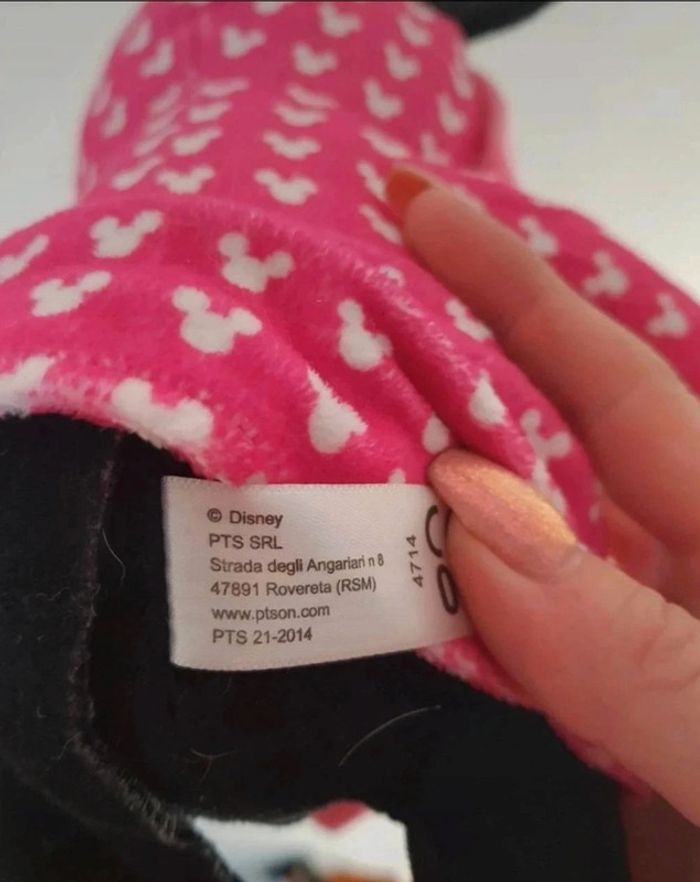 © Disney
PTS SRL
Strada degli Angariari n 8
47891 Rovereta (RSM)
www.ptson.com
PTS 21-2014
4714